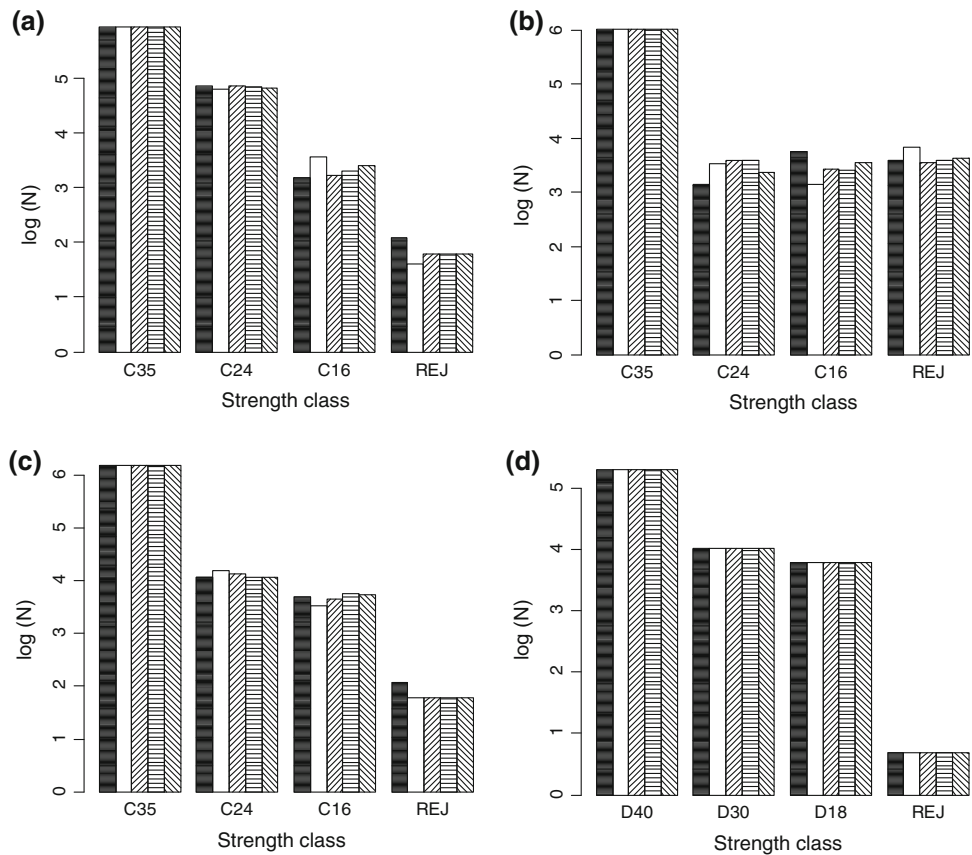 (a)
log (N)
5
4
3
2
1
0
C35 C24 C16 REJ
Strength class
(b)
log (N)
6
5
4
3
2
1
0
C35 C24 C16 REJ
Strength class
(c)
log (N)
6
5
4
3
2
1
0
C35 C24 C16 REJ
Strength class
(d)
log (N)
5
4
3
2
1
0
D40 D30 D18 REJ
Strength class